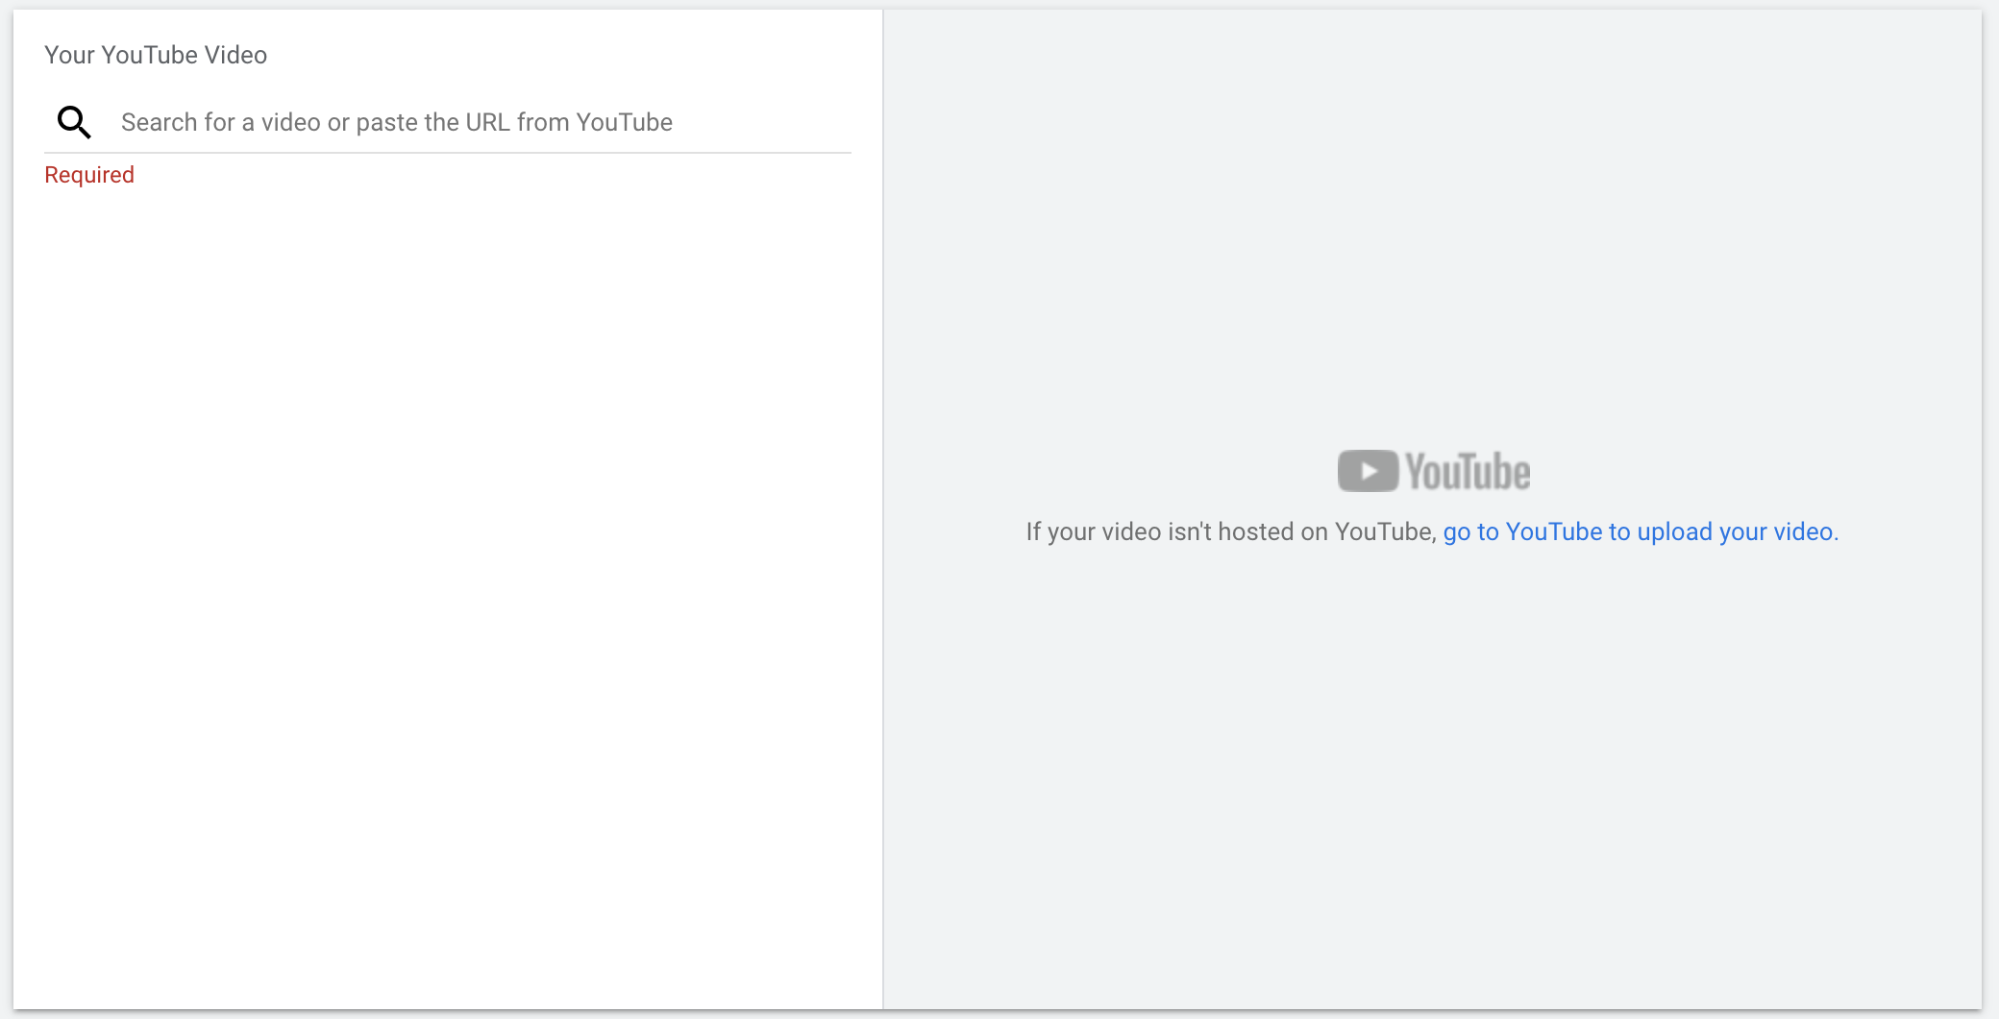 Your YouTube Video
Search for a video or paste the URL from YouTube
Required
YouTube
If your video isn't hosted on YouTube, go to YouTube to upload your video.